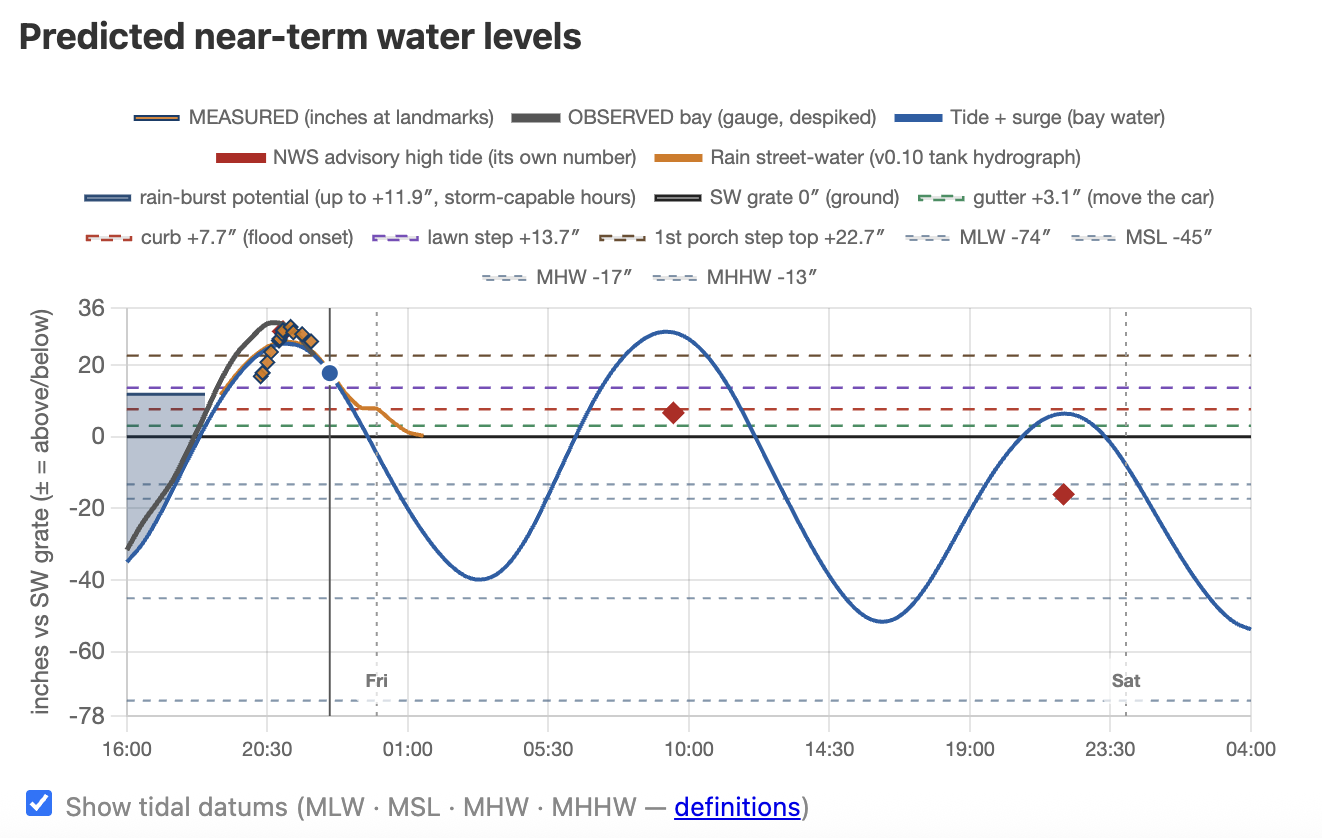 Predicted near-term water levels
MEASURED (inches at landmarks) OBSERVED bay (gauge, despiked) Tide + surge (bay water)
NWS advisory high tide (its own number) Rain street-water (v0.10 tank hydrograph)
rain-burst potential (up to +11.9″, storm-capable hours) SW grate 0″ (ground) gutter +3.1″ (move the car)
curb +7.7″ (flood onset) lawn step +13.7″ 1st porch step top +22.7″ MLW -74″ MSL -45″
MHW -17″ MHHW -13″
inches vs SW grate (± = above/below)
36
20
0
-20
-40
-60
-78
Fri Sat
16:00 20:30 01:00 05:30 10:00 14:30 19:00 23:30 04:00
Show tidal datums (MLW · MSL · MHW · MHHW — definitions)